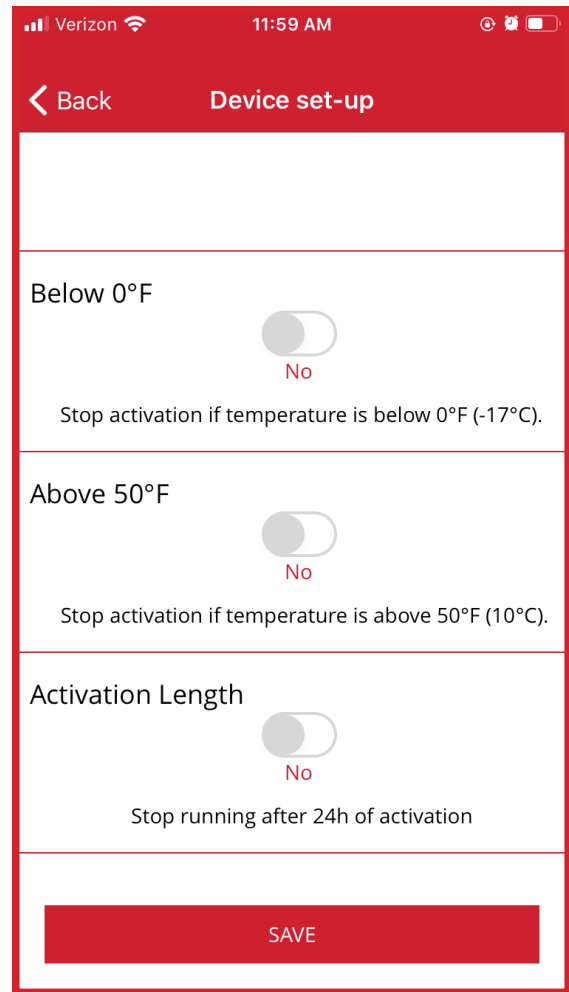 Verizon 11:59 AM
Back Device set-up
Below 0°F
No
Stop activation if temperature is below 0°F (-17°C).
Above 50°F
No
Stop activation if temperature is above 50°F (10°C).
Activation Length
No
Stop running after 24h of activation
SAVE